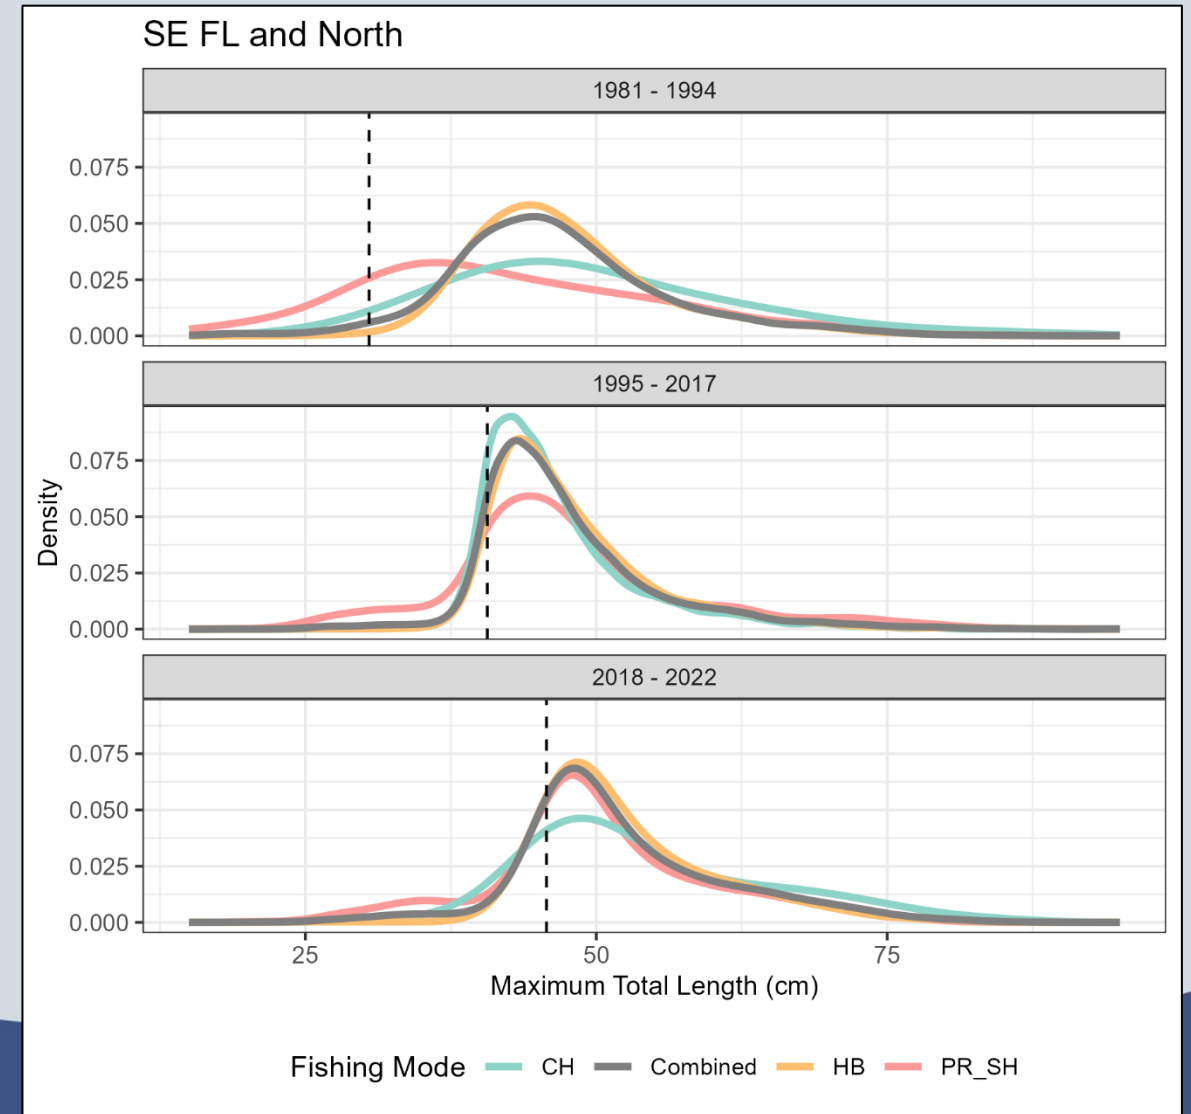 SE FL and North
1981 - 1994
0.075
0.050
0.025
0.000
1995 - 2017
0.075
0.050
0.025
0.000
Density
2018 - 2022
0.075
0.050
0.025
0.000
25 50 75
Maximum Total Length (cm)
Fishing Mode CH Combined HB PR_SH